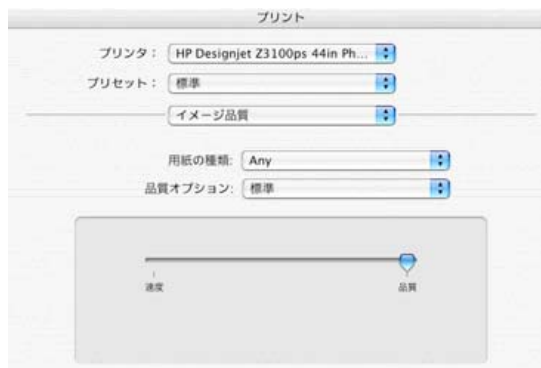 プリント
プリンタ： HP Designjet Z3100ps 44in Ph...
プリセット： 標準
イメージ品質
用紙の種類: Any
品質オプション: 標準
速度 品質